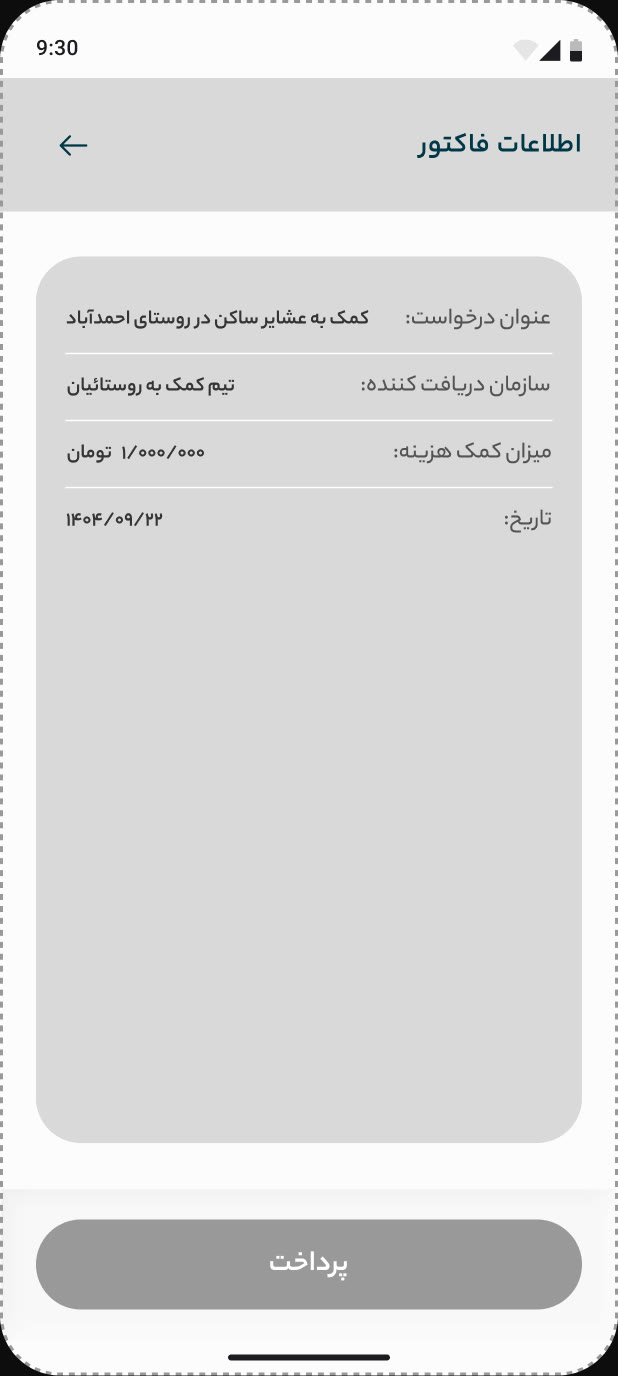 9:30
اطلاعات فاکتور
عنوان درخواست: کمک به عشایر ساکن در روستای احمدآباد
سازمان دریافت کننده: تیم کمک به روستائیان
میزان کمک هزینه: ۱/۰۰۰/۰۰۰ تومان
تاریخ: ۱۴۰۴/۰۹/۲۲
پرداخت